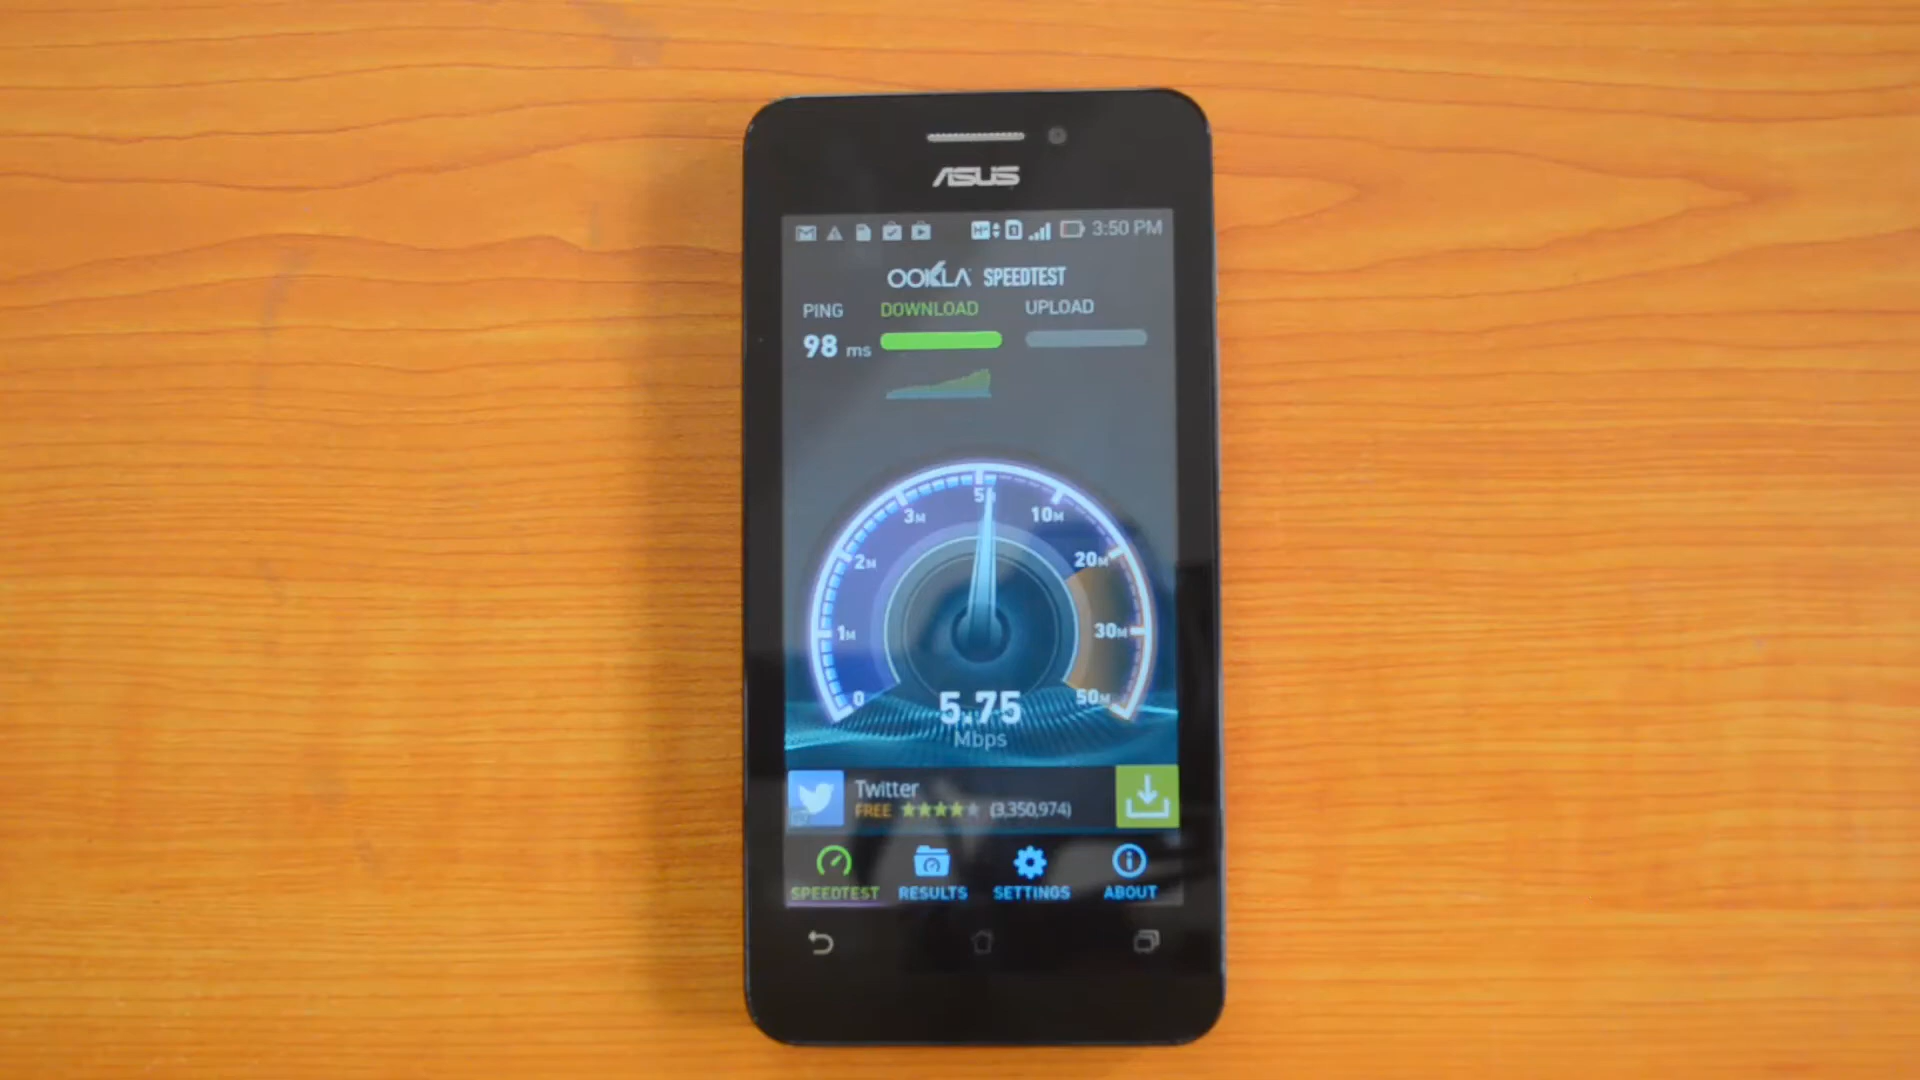 ASUS
H+ 3:50 PM
OOKLA SPEEDTEST
PING DOWNLOAD UPLOAD
98 ms
5
3M 10M
2M 20M
1M 30M
0 50M
5.75
Mbps
Twitter
FREE (3,350,974)
SPEEDTEST RESULTS SETTINGS ABOUT